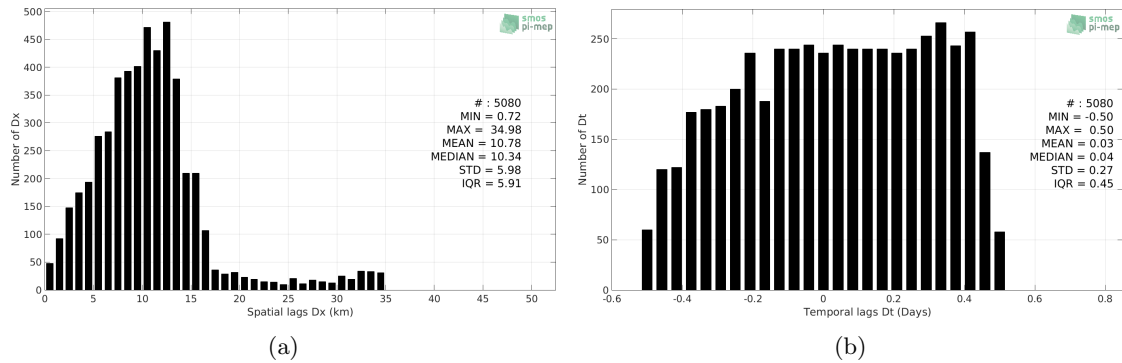 500
450
400
350
300
250
200
150
100
50
0
Number of Dx
smos
pi-mep
# : 5080
MIN = 0.72
MAX = 34.98
MEAN = 10.78
MEDIAN = 10.34
STD = 5.98
IQR = 5.91
0 5 10 15 20 25 30 35 40 45 50
Spatial lags Dx (km)
(a)
250
200
150
100
50
0
Number of Dt
smos
pi-mep
# : 5080
MIN = -0.50
MAX = 0.50
MEAN = 0.03
MEDIAN = 0.04
STD = 0.27
IQR = 0.45
-0.6 -0.4 -0.2 0 0.2 0.4 0.6 0.8
Temporal lags Dt (Days)
(b)